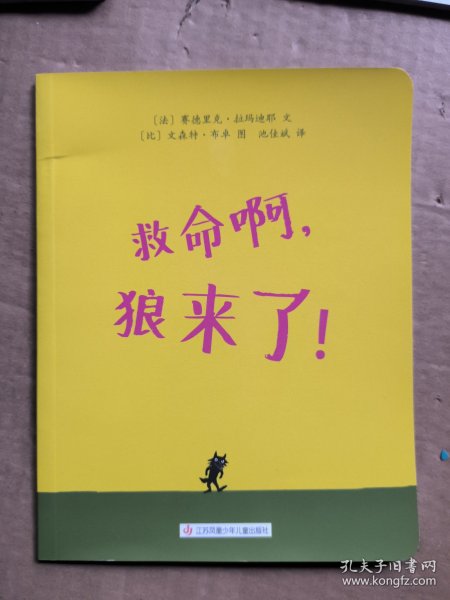 ［法］赛德里克·拉玛迪耶 文
［比］文森特·布卓 图 池佳斌 译
救命啊，
狼来了！
江苏凤凰少年儿童出版社
孔夫子旧书网
www.kongfz.com